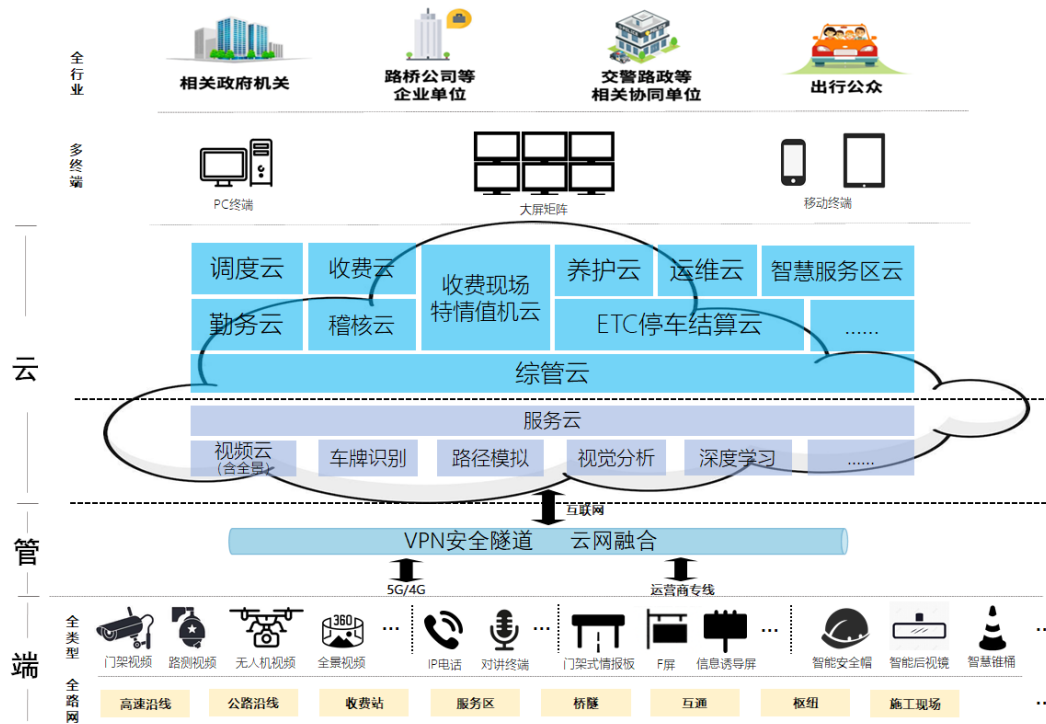 全行业
相关政府机关
路桥公司等
企业单位
交警路政等
相关协同单位
出行公众
多终端
PC终端
大屏矩阵
移动终端
云
调度云
收费云
收费现场
特情值机云
养护云
运维云
智慧服务区云
勤务云
稽核云
ETC停车结算云
......
综管云
服务云
视频云
(含全景)
车牌识别
路径模拟
视觉分析
深度学习
......
互联网
管
VPN安全隧道 云网融合
5G/4G
运营商专线
端
全类型
360
...
...
...
..
门架视频
路测视频
无人机视频
全景视频
IP电话
对讲终端
门架式情报板
F屏
信息诱导屏
智能安全帽
智能后视镜
智慧锥桶
全路网
高速沿线
公路沿线
收费站
服务区
桥隧
互通
枢纽
施工现场
..